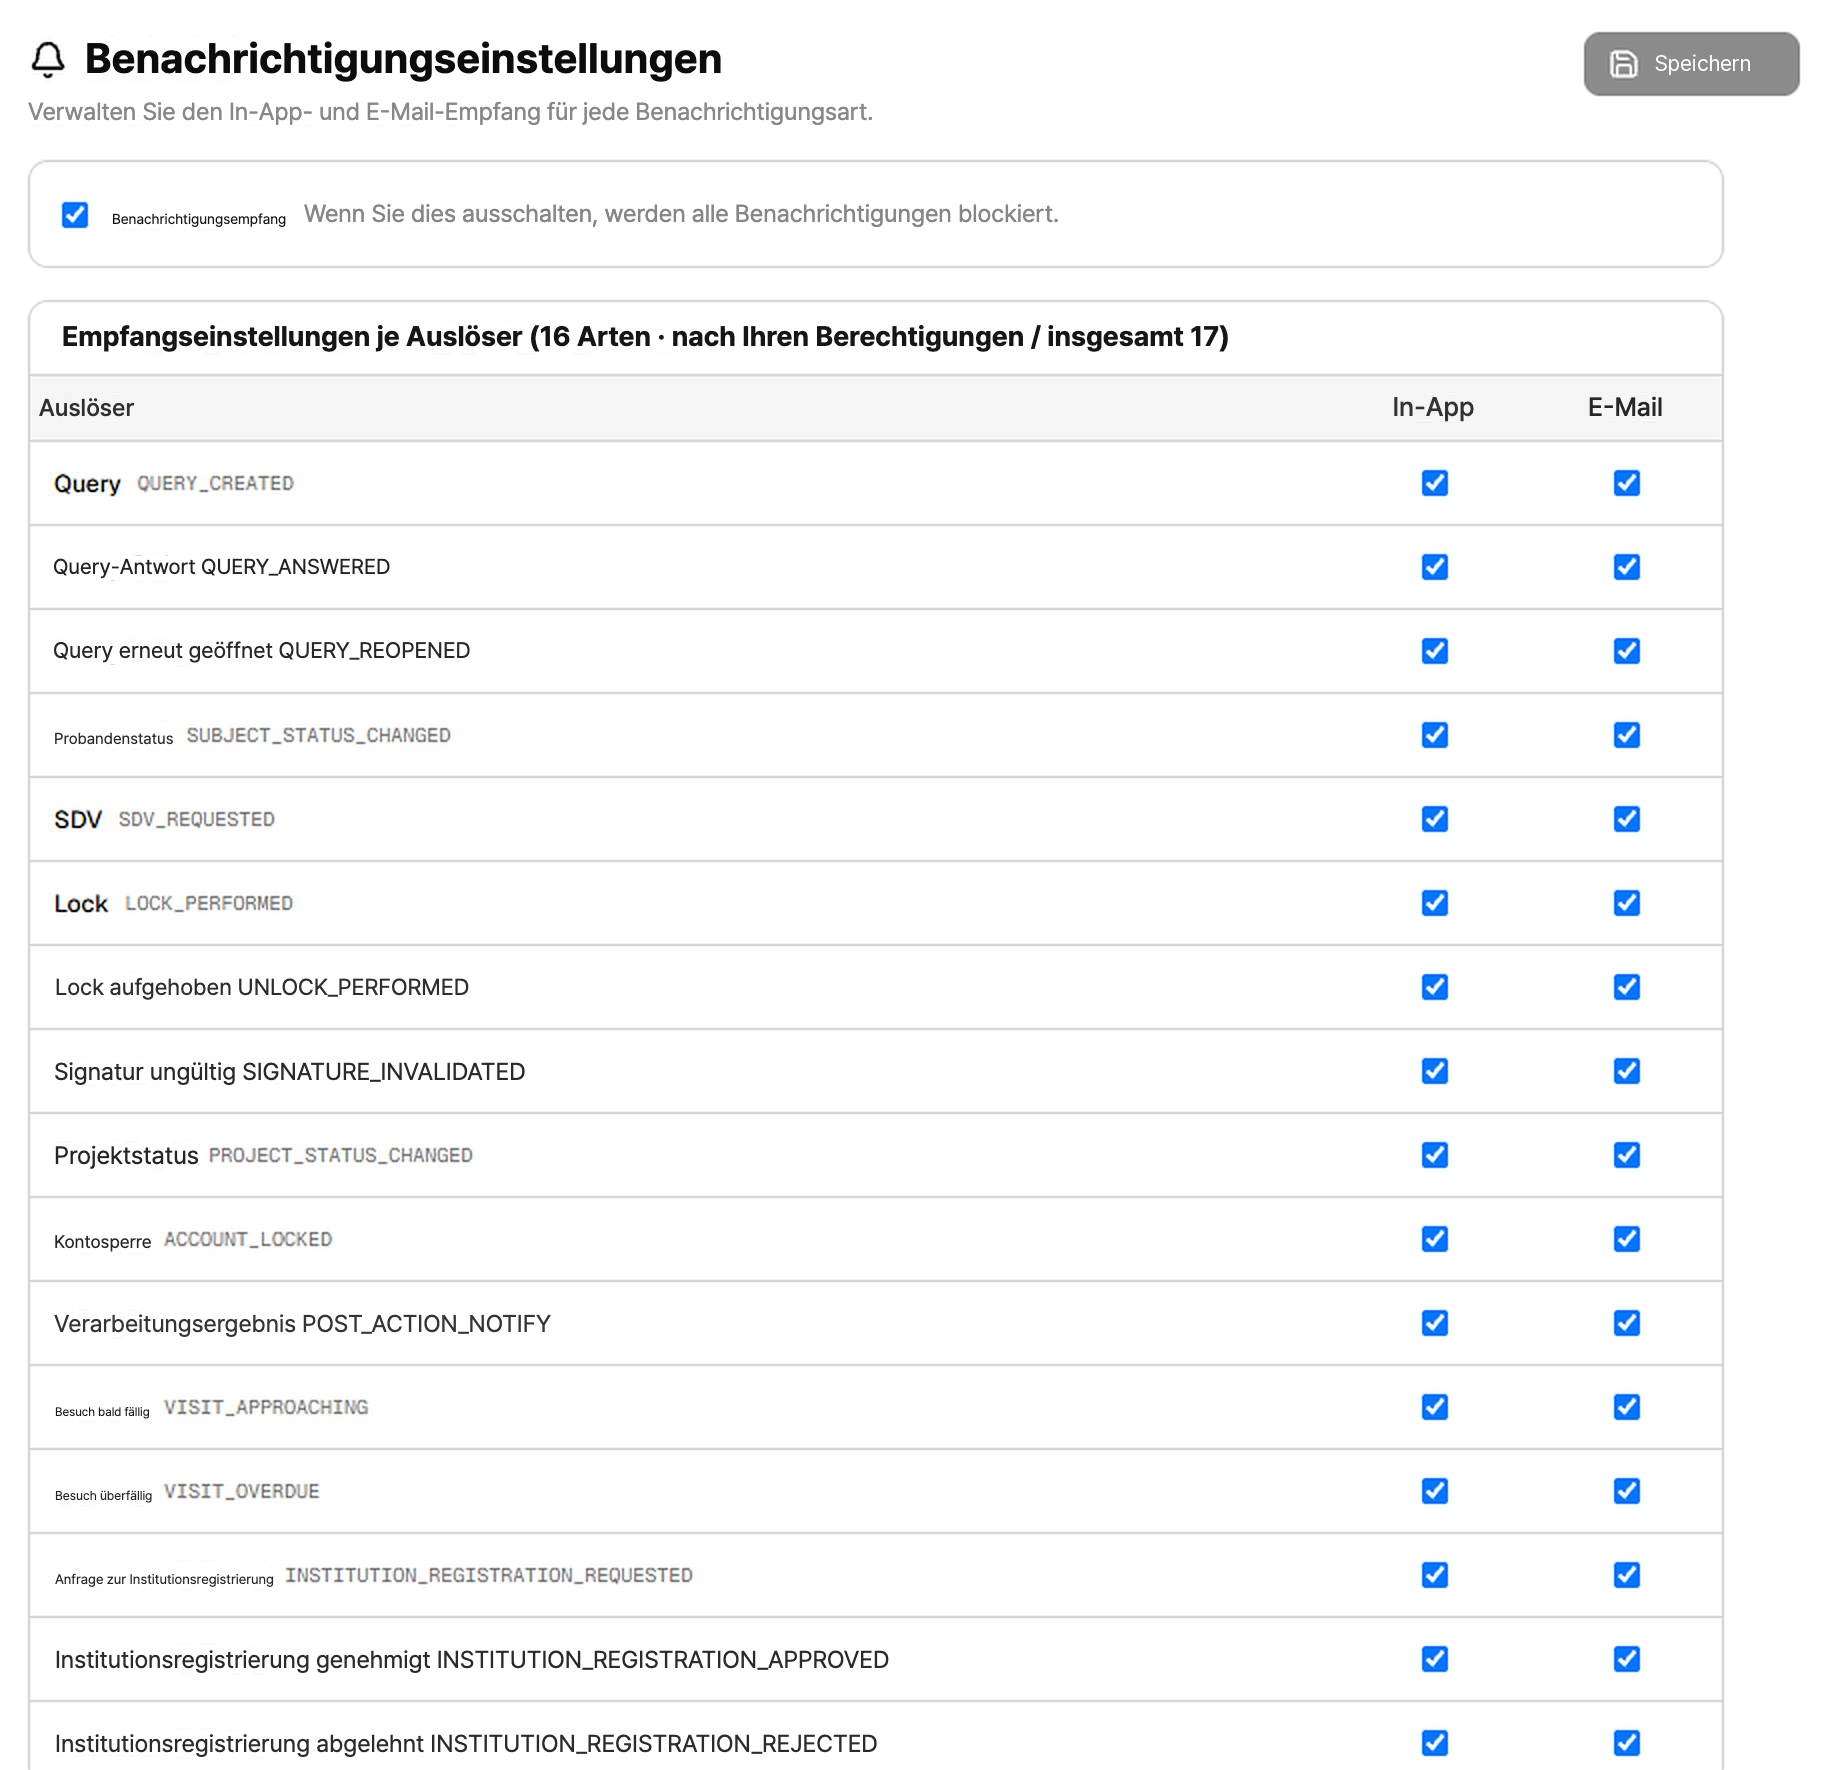 Benachrichtigungseinstellungen
Speichern
Verwalten Sie den In-App- und E-Mail-Empfang für jede Benachrichtigungsart.
Benachrichtigungsempfang Wenn Sie dies ausschalten, werden alle Benachrichtigungen blockiert.
Empfangseinstellungen je Auslöser (16 Arten · nach Ihren Berechtigungen / insgesamt 17)
Auslöser In-App E-Mail
Query QUERY_CREATED
Query-Antwort QUERY_ANSWERED
Query erneut geöffnet QUERY_REOPENED
Probandenstatus SUBJECT_STATUS_CHANGED
SDV SDV_REQUESTED
Lock LOCK_PERFORMED
Lock aufgehoben UNLOCK_PERFORMED
Signatur ungültig SIGNATURE_INVALIDATED
Projektstatus PROJECT_STATUS_CHANGED
Kontosperre ACCOUNT_LOCKED
Verarbeitungsergebnis POST_ACTION_NOTIFY
Besuch bald fällig VISIT_APPROACHING
Besuch überfällig VISIT_OVERDUE
Anfrage zur Institutionsregistrierung INSTITUTION_REGISTRATION_REQUESTED
Institutionsregistrierung genehmigt INSTITUTION_REGISTRATION_APPROVED
Institutionsregistrierung abgelehnt INSTITUTION_REGISTRATION_REJECTED